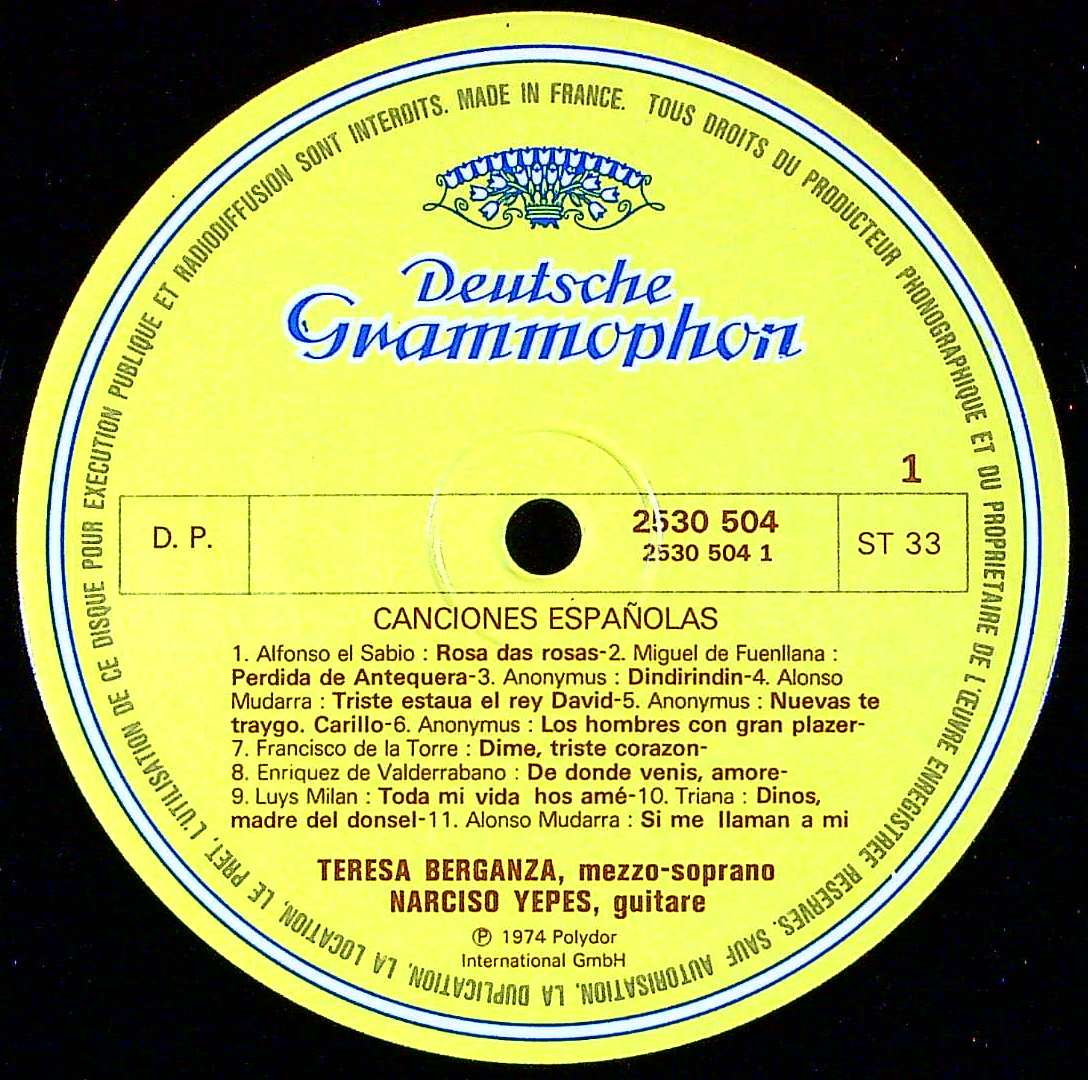 TOUS DROITS DU PRODUCTEUR PHONOGRAPHIQUE ET DU PROPRIETAIRE DE L'ŒUVRE ENREGISTREE RESERVES. SAUF AUTORISATION, LA DUPLICATION, LA LOCATION, LE PRET, L'UTILISATION DE CE DISQUE POUR EXECUTION PUBLIQUE ET RADIODIFFUSION SONT INTERDITS. MADE IN FRANCE.
Deutsche
Grammophon
1
D. P.
2530 504
2530 504 1
ST 33
CANCIONES ESPAÑOLAS
1. Alfonso el Sabio : Rosa das rosas-2. Miguel de Fuenllana :
Perdida de Antequera-3. Anonymus : Dindirindin-4. Alonso
Mudarra : Triste estaua el rey David-5. Anonymus : Nuevas te
traygo. Carillo-6. Anonymus : Los hombres con gran plazer-
7. Francisco de la Torre : Dime, triste corazon-
8. Enriquez de Valderrabano : De donde venis, amore-
9. Luys Milan : Toda mi vida hos amé-10. Triana : Dinos,
madre del donsel-11. Alonso Mudarra : Si me llaman a mi
TERESA BERGANZA, mezzo-soprano
NARCISO YEPES, guitare
℗ 1974 Polydor
International GmbH